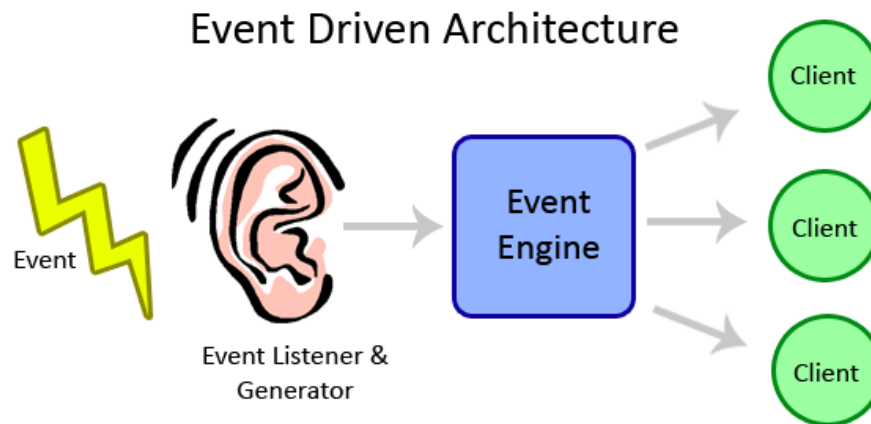 Event Driven Architecture
Client
Event
Event Listener &
Generator
Event
Engine
Client
Client